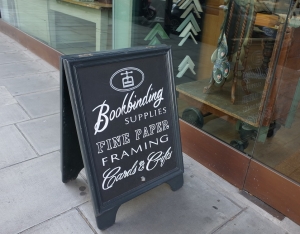 Bookbinding
SUPPLIES
FINE PAPER
FRAMING
Cards & Gifts